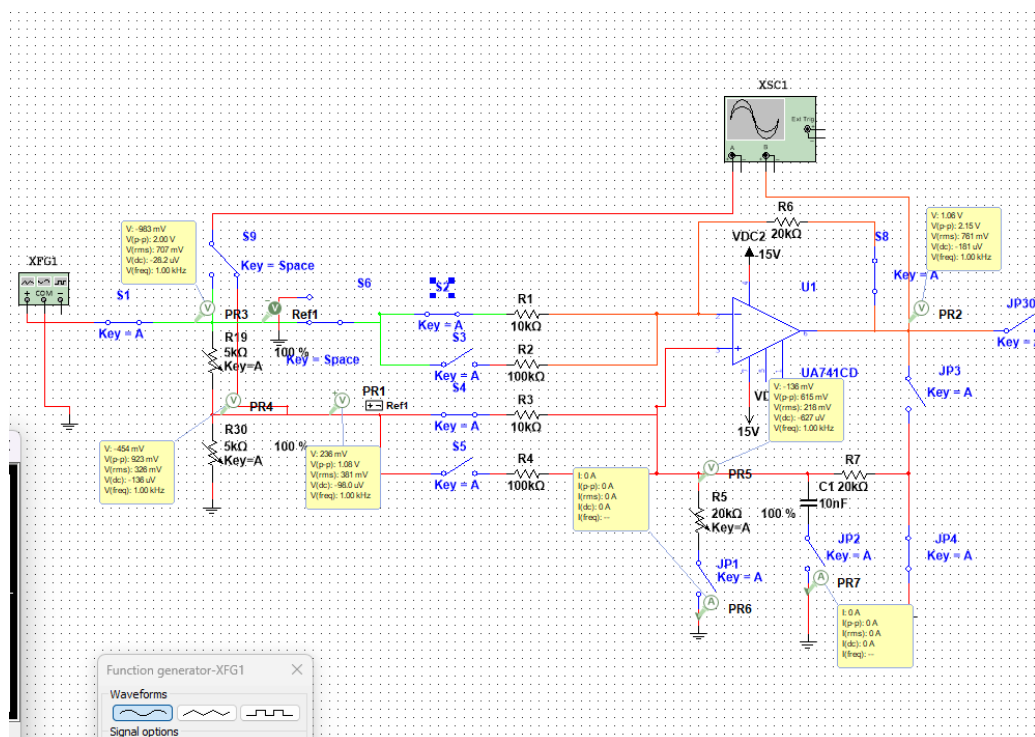 XSC1
Ext Trig
A
B
R6
20kΩ
VDC2
-15V
S8
Key = A
V: 1.06 V
V(p-p): 2.15 V
V(rms): 761 mV
V(dc): -181 uV
V(freq): 1.00 kHz
V: -983 mV
V(p-p): 2.00 V
V(rms): 707 mV
V(dc): -28.2 uV
V(freq): 1.00 kHz
S9
Key = Space
XFG1
COM
S1
Key = A
S6
Key = Space
S2
Key = A
R1
10kΩ
U1
UA741CD
PR2
JP30
Key =
PR3
Ref1
R19
5kΩ
Key=A
100 %
S3
Key = A
R2
100kΩ
S4
Key = A
R3
10kΩ
PR1
Ref1
PR4
R30
5kΩ
Key=A
100 %
S5
Key = A
R4
100kΩ
15V
V: -136 mV
V(p-p): 615 mV
V(rms): 218 mV
V(dc): -627 uV
V(freq): 1.00 kHz
JP3
Key = A
V: -454 mV
V(p-p): 923 mV
V(rms): 326 mV
V(dc): -136 uV
V(freq): 1.00 kHz
V: 236 mV
V(p-p): 1.08 V
V(rms): 381 mV
V(dc): -98.0 uV
V(freq): 1.00 kHz
I: 0 A
I(p-p): 0 A
I(rms): 0 A
I(dc): 0 A
I(freq): --
PR5
R7
20kΩ
R5
20kΩ
Key=A
100 %
C1
10nF
JP1
Key = A
JP2
Key = A
JP4
Key = A
PR6
PR7
I: 0 A
I(p-p): 0 A
I(rms): 0 A
I(dc): 0 A
I(freq): --
Function generator-XFG1
Waveforms
Signal options